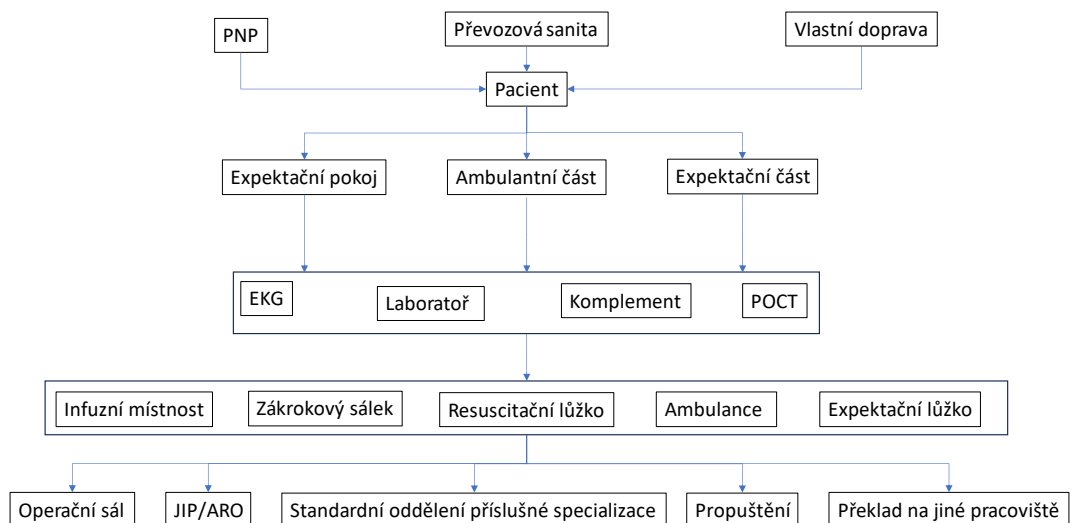 PNP
Převozová sanita
Vlastní doprava
Pacient
Expektační pokoj
Ambulantní část
Expektační část
EKG
Laboratoř
Komplement
POCT
Infuzní místnost
Zákrokový sálek
Resuscitační lůžko
Ambulance
Expektační lůžko
Operační sál
JIP/ARO
Standardní oddělení příslušné specializace
Propuštění
Překlad na jiné pracoviště